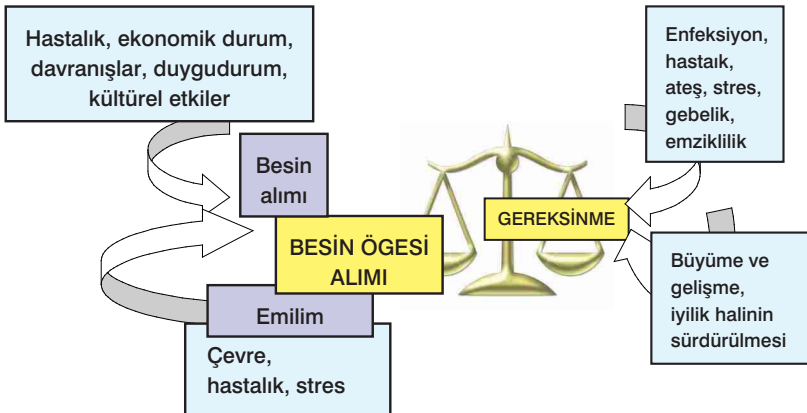 Hastalık, ekonomik durum,
davranışlar, duygudurum,
kültürel etkiler
Enfeksiyon,
hastaık,
ateş, stres,
gebelik,
emziklilik
Besin
alımı
BESİN ÖGESİ
ALIMI
GEREKSİNME
Emilim
Çevre,
hastalık, stres
Büyüme ve
gelişme,
iyilik halinin
sürdürülmesi